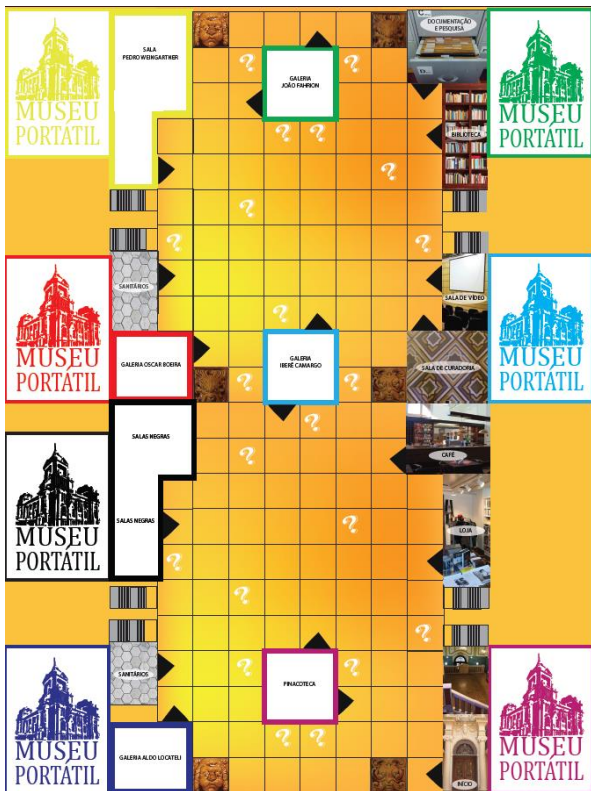 MUSEU
PORTÁTIL
SALA
PEDRO WEINGARTNER
GALERIA
JOÃO FAHRION
DOCUMENTAÇÃO
E PESQUISA
MUSEU
PORTÁTIL
?
?
BIBLIOTECA
?
?
?
?
?
?
SANITÁRIOS
SALA DE VÍDEO
MUSEU
PORTÁTIL
GALERIA OSCAR BOEIRA
GALERIA
IBERÊ CAMARGO
SALA DE CURADORIA
MUSEU
PORTÁTIL
?
?
SALAS NEGRAS
?
?
?
CAFÉ
MUSEU
PORTÁTIL
SALAS NEGRAS
?
LOJA
?
?
?
SANITÁRIOS
?
PINACOTECA
?
MUSEU
PORTÁTIL
GALERIA ALDO LOCATELI
?
?
INÍCIO
MUSEU
PORTÁTIL